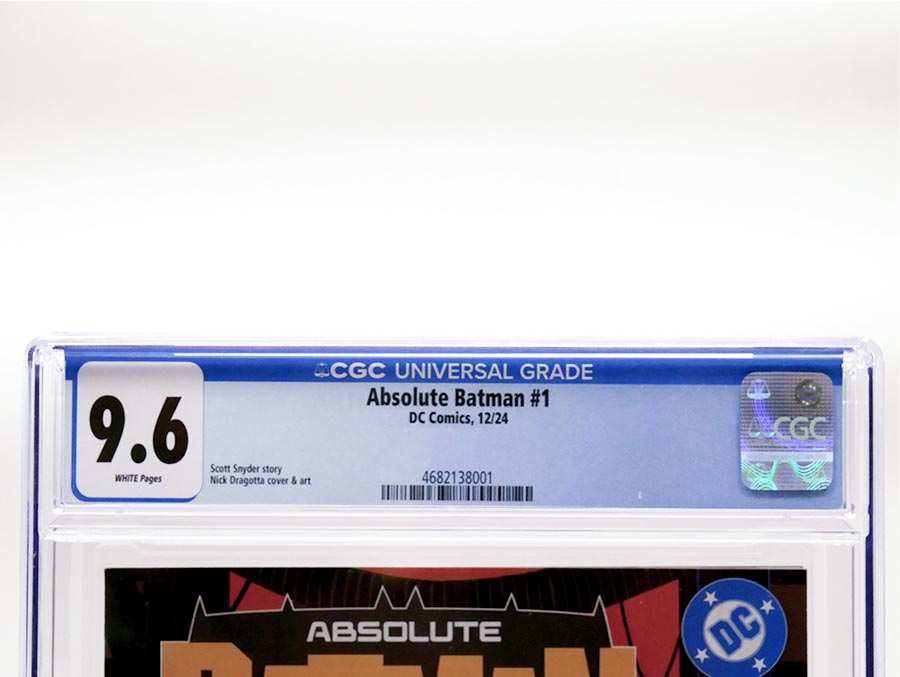 CGC UNIVERSAL GRADE
Absolute Batman #1
DC Comics, 12/24
9.6
WHITE Pages
Scott Snyder story
Nick Dragotta cover & art
4682138001
CGC
ABSOLUTE
BATMAN
DC